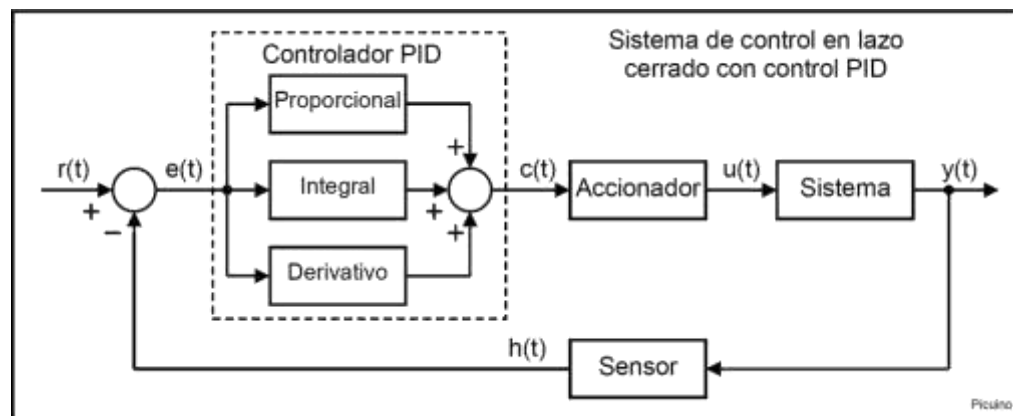 Sistema de control en lazo
cerrado con control PID
Controlador PID
Proporcional
Integral
Derivativo
r(t)
+
−
e(t)
+
+
+
c(t)
Accionador
u(t)
Sistema
y(t)
h(t)
Sensor
Picuino